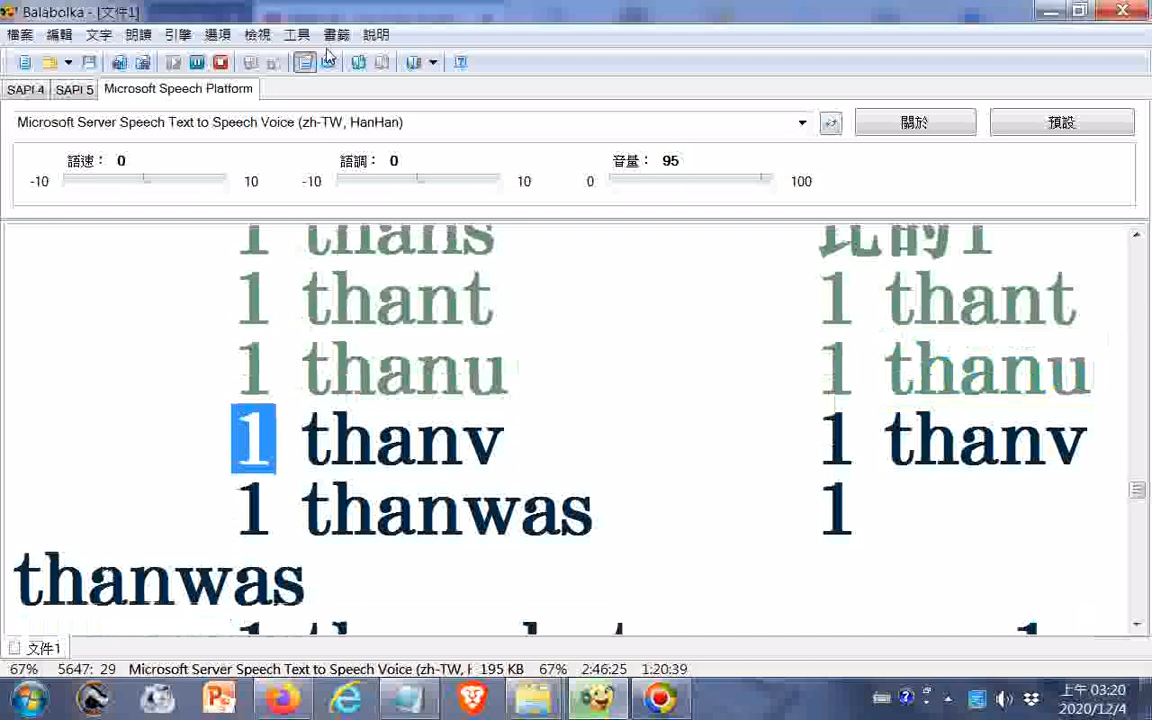 Balabolka - [文件1]
檔案 編輯 文字 朗讀 引擎 選項 檢視 工具 書籤 說明
SAPI 4 SAPI 5 Microsoft Speech Platform
Microsoft Server Speech Text to Speech Voice (zh-TW, HanHan) 關於 預設
語速： 0 語調： 0 音量： 95
-10 10 -10 10 0 100
1 thans 比的1
1 thant 1 thant
1 thanu 1 thanu
1 thanv 1 thanv
1 thanwas 1
thanwas
文件1
67% 5647: 29 Microsoft Server Speech Text to Speech Voice (zh-TW, 195 KB 67% 2:46:25 1:20:39
上午 03:20
2020/12/4